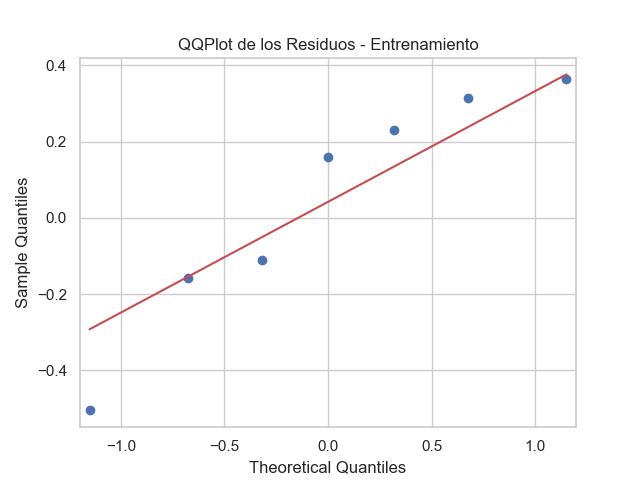 QQPlot de los Residuos - Entrenamiento
0.4
0.2
0.0
−0.2
−0.4
Sample Quantiles
−1.0 −0.5 0.0 0.5 1.0
Theoretical Quantiles